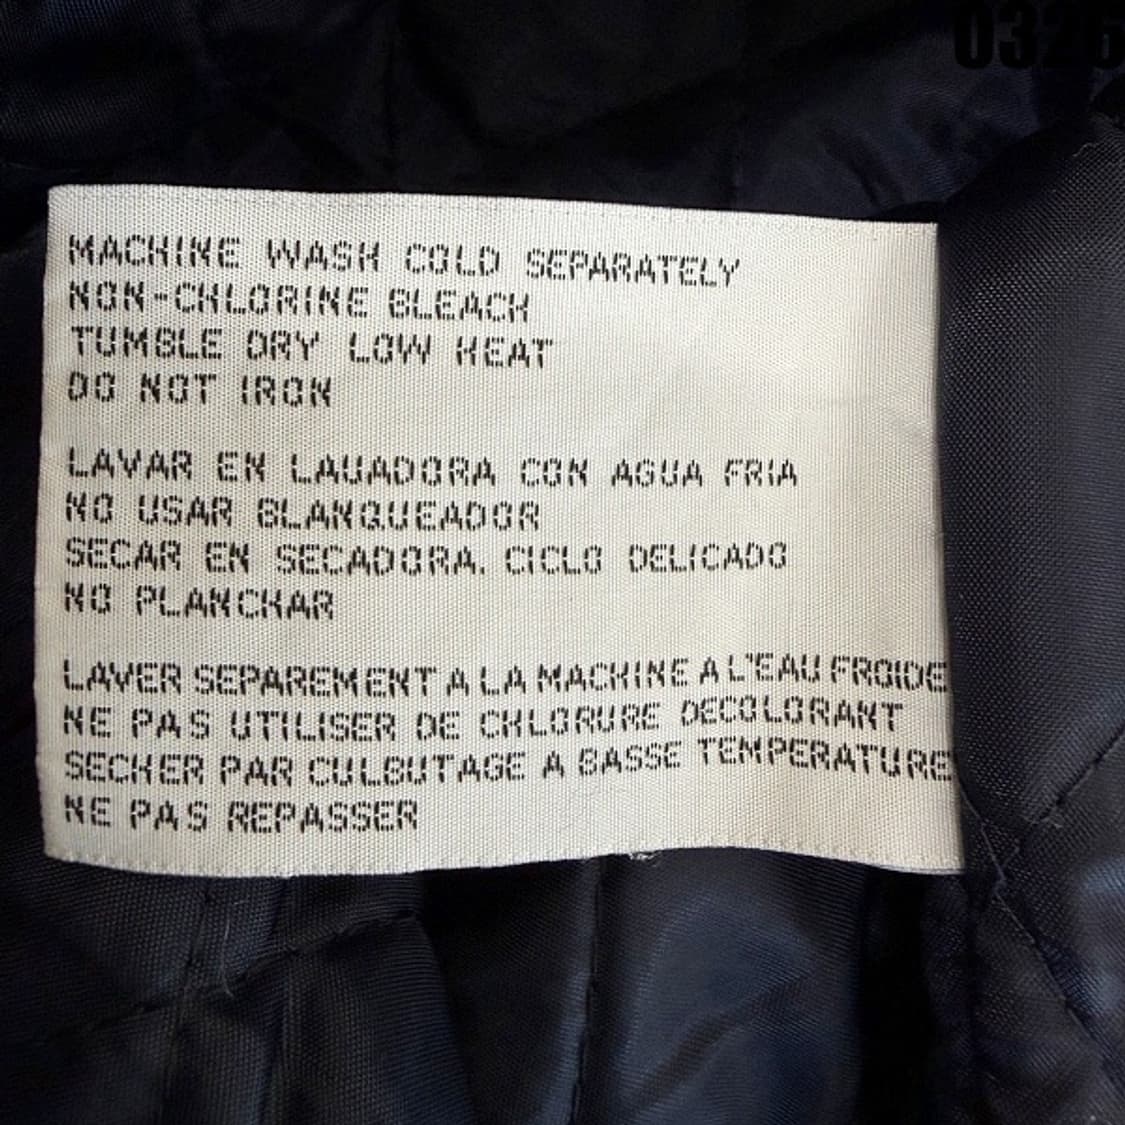 0326
MACHINE WASH COLD SEPARATELY
NON-CHLORINE BLEACH
TUMBLE DRY LOW HEAT
DO NOT IRON
LAVAR EN LAUADORA CON AGUA FRIA
NO USAR BLANQUEADOR
SECAR EN SECADORA. CICLO DELICADO
NO PLANCHAR
LAVER SEPAREMENT A LA MACHINE A L'EAU FROIDE
NE PAS UTILISER DE CHLORURE DECOLORANT
SECHER PAR CULBUTAGE A BASSE TEMPERATURE
NE PAS REPASSER